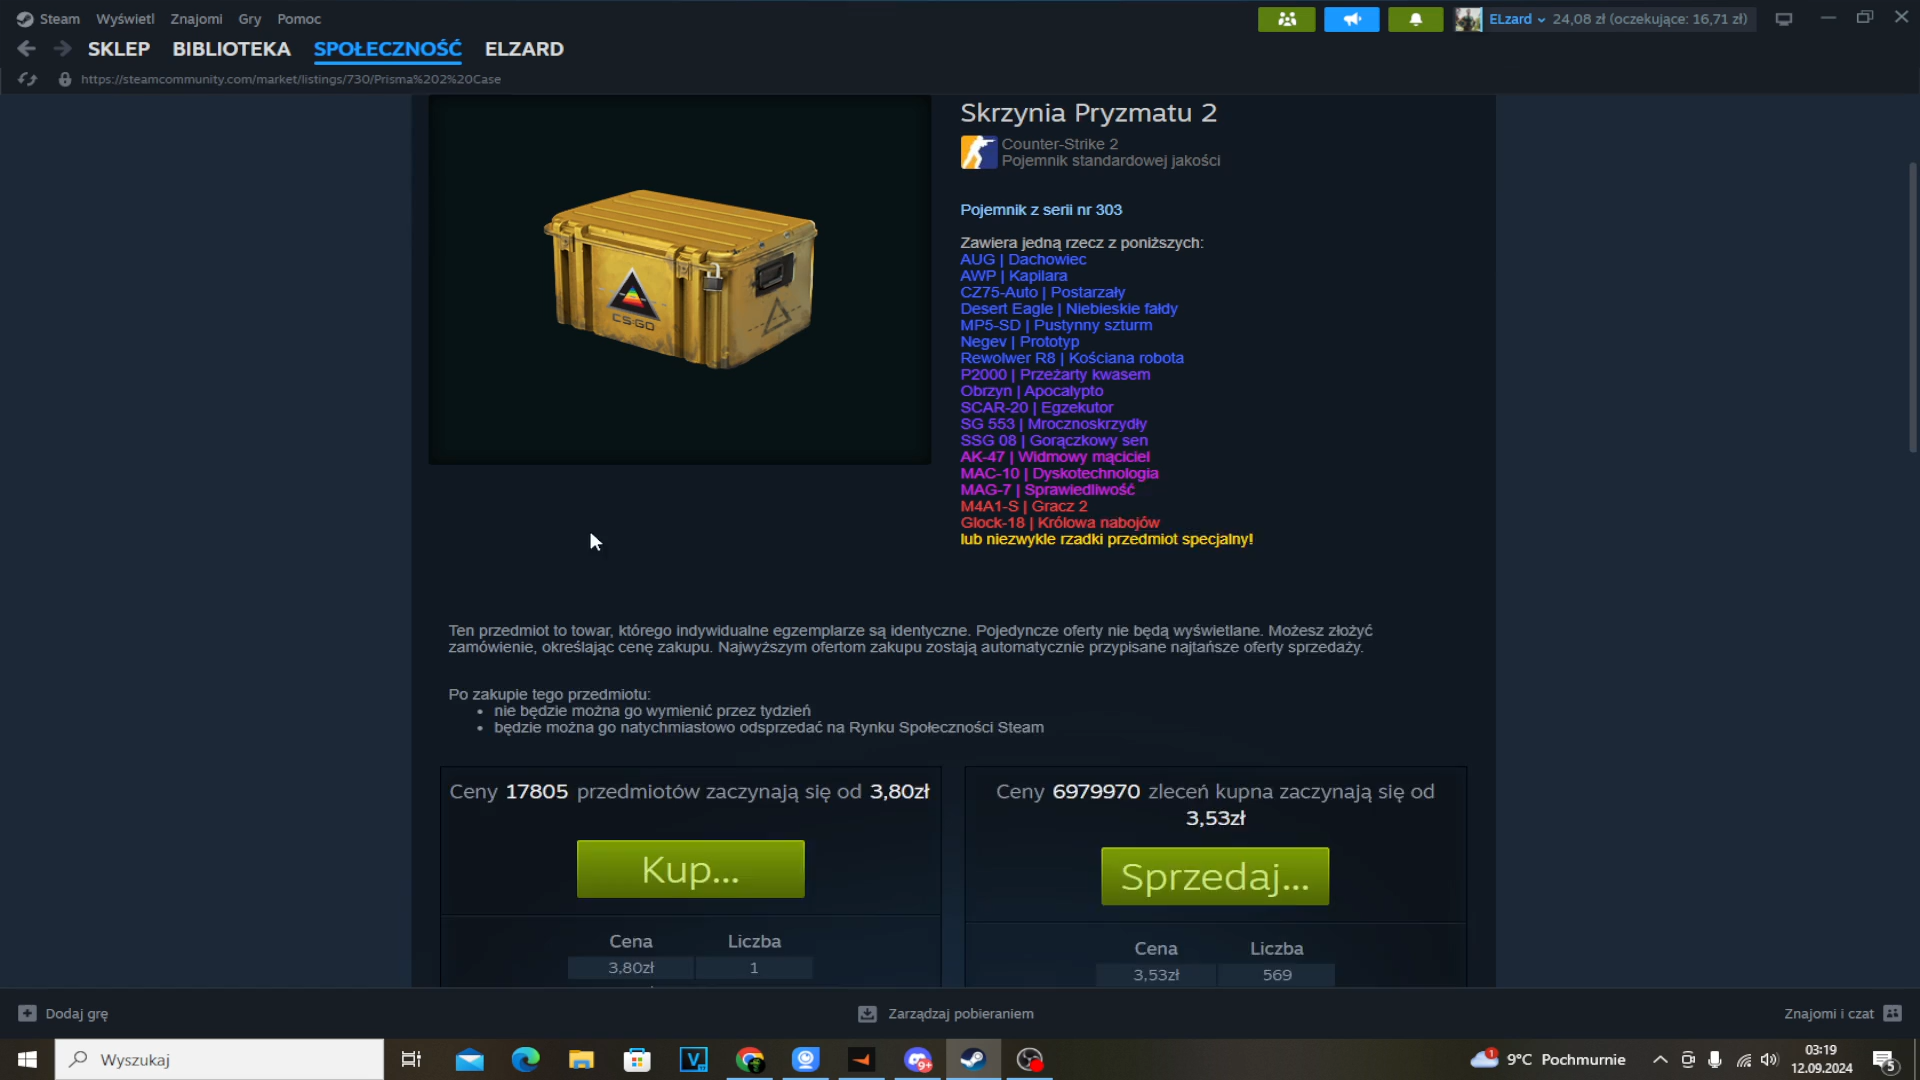 Steam Wyświetl Znajomi Gry Pomoc
ELzard 24,08 zł (oczekujące: 16,71 zł)
SKLEP BIBLIOTEKA SPOŁECZNOŚĆ ELZARD
https://steamcommunity.com/market/listings/730/Prisma%202%20Case
CS:GO
Skrzynia Pryzmatu 2
Counter-Strike 2
Pojemnik standardowej jakości
Pojemnik z serii nr 303
Zawiera jedną rzecz z poniższych:
AUG | Dachowiec
AWP | Kapilara
CZ75-Auto | Postarzały
Desert Eagle | Niebieskie fałdy
MP5-SD | Pustynny szturm
Negev | Prototyp
Rewolwer R8 | Kościana robota
P2000 | Przeżarty kwasem
Obrzyn | Apocalypto
SCAR-20 | Egzekutor
SG 553 | Mrocznoskrzydły
SSG 08 | Gorączkowy sen
AK-47 | Widmowy mąciciel
MAC-10 | Dyskotechnologia
MAG-7 | Sprawiedliwość
M4A1-S | Gracz 2
Glock-18 | Królowa nabojów
lub niezwykle rzadki przedmiot specjalny!
Ten przedmiot to towar, którego indywidualne egzemplarze są identyczne. Pojedyncze oferty nie będą wyświetlane. Możesz złożyć
zamówienie, określając cenę zakupu. Najwyższym ofertom zakupu zostają automatycznie przypisane najtańsze oferty sprzedaży.
Po zakupie tego przedmiotu:
• nie będzie można go wymienić przez tydzień
• będzie można go natychmiastowo odsprzedać na Rynku Społeczności Steam
Ceny 17805 przedmiotów zaczynają się od 3,80zł
Kup...
Cena Liczba
3,80zł 1
Ceny 6979970 zleceń kupna zaczynają się od
3,53zł
Sprzedaj...
Cena Liczba
3,53zł 569
Dodaj grę
Zarządzaj pobieraniem
Znajomi i czat
Wyszukaj
V
9+
1
9°C Pochmurnie
03:19
12.09.2024
5